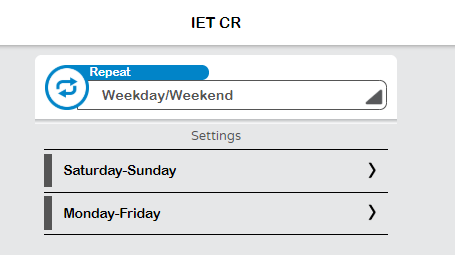 IET CR
Repeat
Weekday/Weekend
Settings
Saturday-Sunday
Monday-Friday